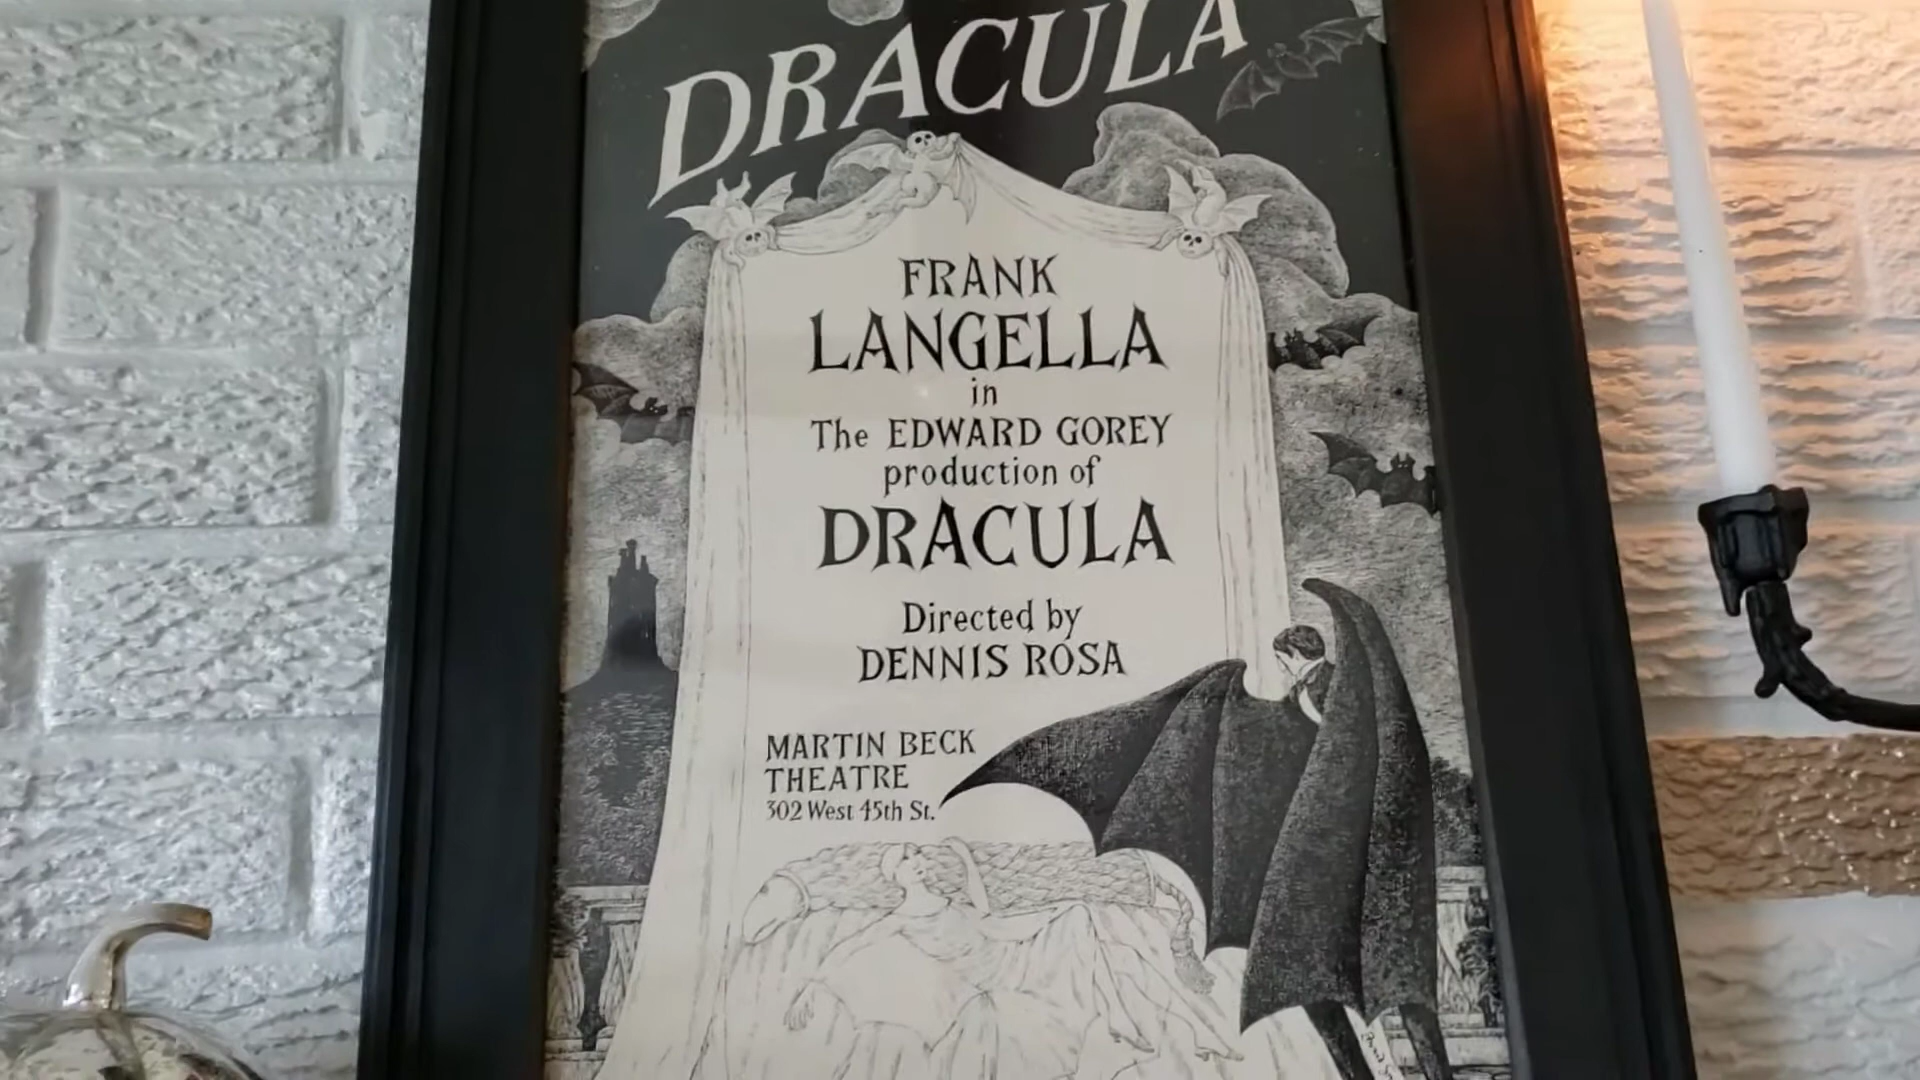 DRACULA
FRANK
LANGELLA
in
The EDWARD GOREY
production of
DRACULA
Directed by
DENNIS ROSA
MARTIN BECK
THEATRE
302 West 45th St.